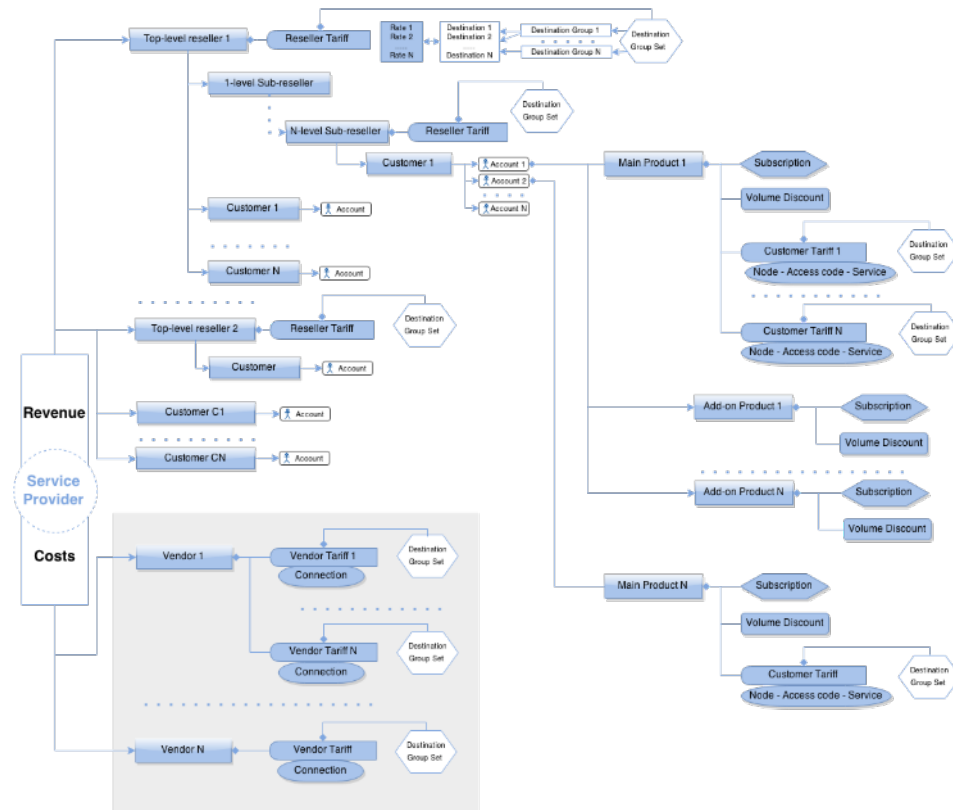 Top-level reseller 1
Reseller Tariff
Rate 1
Rate 2
.....
Rate N
Destination 1
Destination 2
.....
Destination N
Destination Group 1
Destination Group N
Destination
Group Set
1-level Sub-reseller
N-level Sub-reseller
Reseller Tariff
Destination
Group Set
Customer 1
Account 1
Account 2
Account N
Customer 1
Account
Customer N
Account
Top-level reseller 2
Reseller Tariff
Destination
Group Set
Customer
Account
Customer C1
Account
Customer CN
Account
Revenue
Service
Provider
Costs
Main Product 1
Subscription
Volume Discount
Customer Tariff 1
Node - Access code - Service
Destination
Group Set
Customer Tariff N
Node - Access code - Service
Destination
Group Set
Add-on Product 1
Subscription
Volume Discount
Add-on Product N
Subscription
Volume Discount
Main Product N
Subscription
Volume Discount
Customer Tariff
Node - Access code - Service
Destination
Group Set
Vendor 1
Vendor Tariff 1
Connection
Destination
Group Set
Vendor Tariff N
Connection
Destination
Group Set
Vendor N
Vendor Tariff
Connection
Destination
Group Set